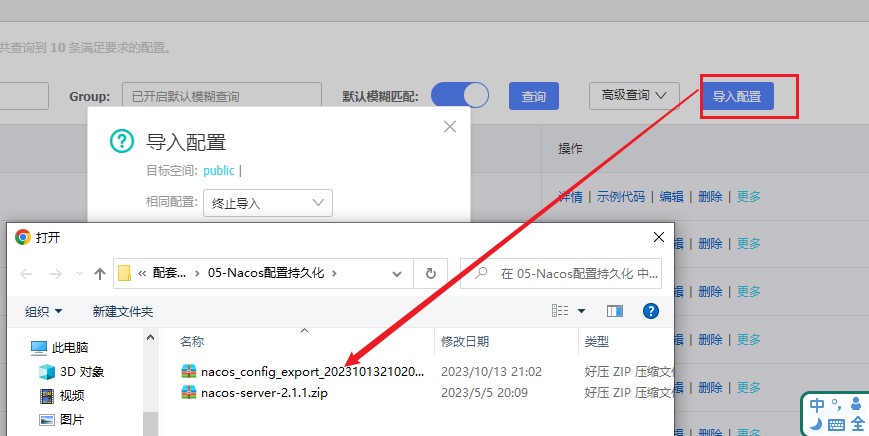 共查询到 10 条满足要求的配置。
Group: 已开启默认模糊查询 默认模糊匹配: 查询 高级查询 导入配置
导入配置
操作
目标空间: public |
相同配置: 终止导入
详情 | 示例代码 | 编辑 | 删除 | 更多
打开
辑 | 删除 | 更多
« 配套... › 05-Nacos配置持久化 › 在 05-Nacos配置持久化 中...
辑 | 删除 | 更多
组织 新建文件夹
名称 修改日期 类型
辑 | 删除 | 更多
此电脑
3D 对象 nacos_config_export_2023101321020... 2023/10/13 21:02 好压 ZIP 压缩文件
辑 | 删除 | 更多
视频 nacos-server-2.1.1.zip 2023/5/5 20:09 好压 ZIP 压缩文件
图片
中
全